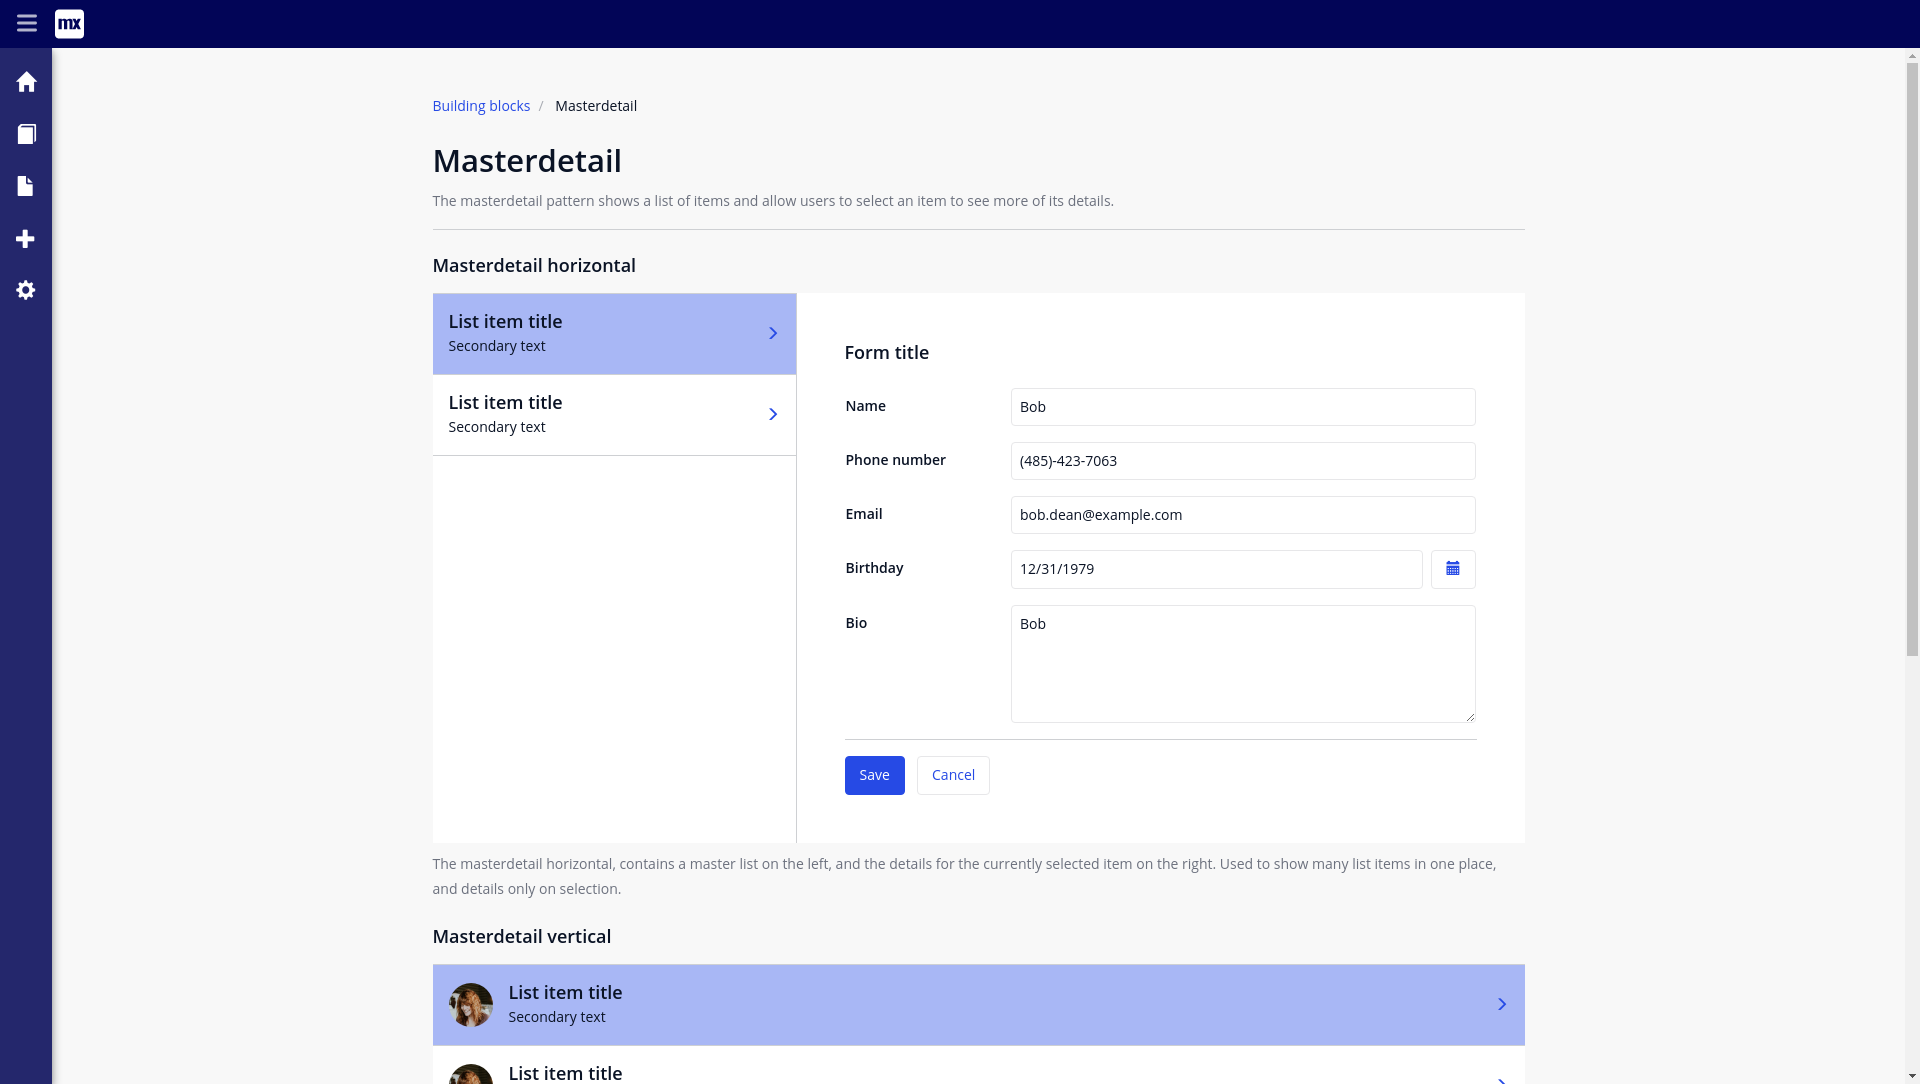 mx
Building blocks / Masterdetail
Masterdetail
The masterdetail pattern shows a list of items and allow users to select an item to see more of its details.
Masterdetail horizontal
List item title
Secondary text
List item title
Secondary text
Form title
Name
Bob
Phone number
(485)-423-7063
Email
bob.dean@example.com
Birthday
12/31/1979
Bio
Bob
Save
Cancel
The masterdetail horizontal, contains a master list on the left, and the details for the currently selected item on the right. Used to show many list items in one place,
and details only on selection.
Masterdetail vertical
List item title
Secondary text
List item title